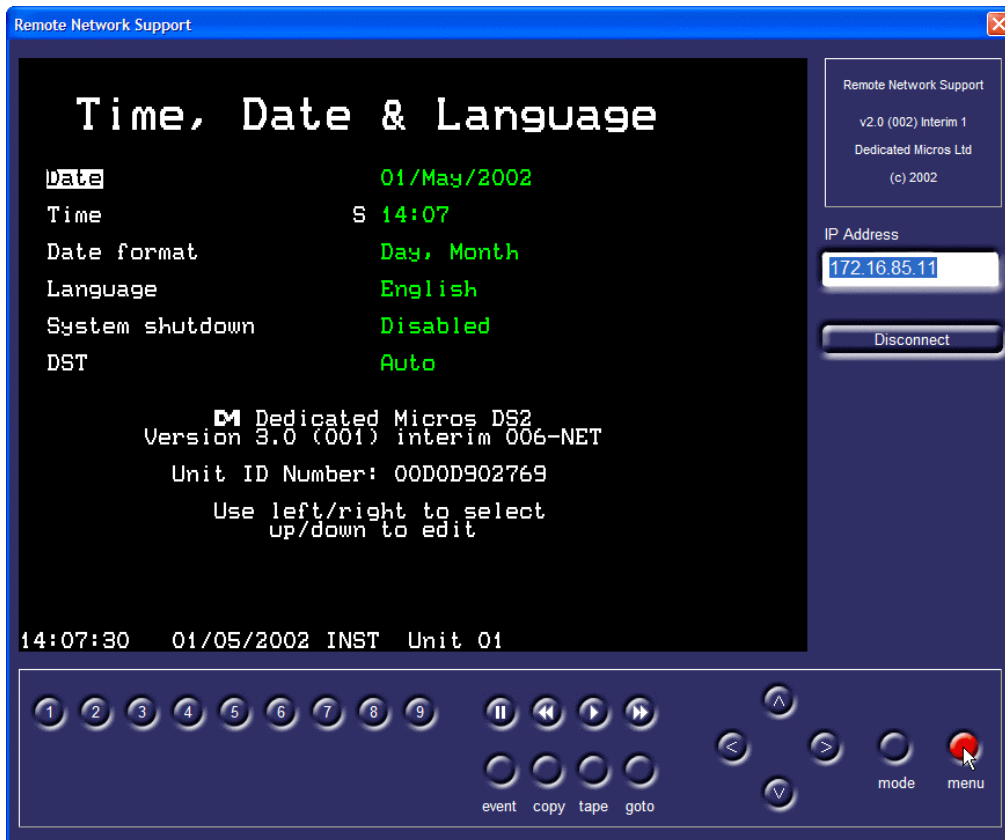 Remote Network Support
Time, Date & Language
Date 01/May/2002
Time S 14:07
Date format Day, Month
Language English
System shutdown Disabled
DST Auto
DM Dedicated Micros DS2
Version 3.0 (001) interim 006-NET
Unit ID Number: 00D0D902769
Use left/right to select
up/down to edit
14:07:30 01/05/2002 INST Unit 01
Remote Network Support
v2.0 (002) Interim 1
Dedicated Micros Ltd
(c) 2002
IP Address
172.16.85.11
Disconnect
1 2 3 4 5 6 7 8 9
event copy tape goto
mode menu